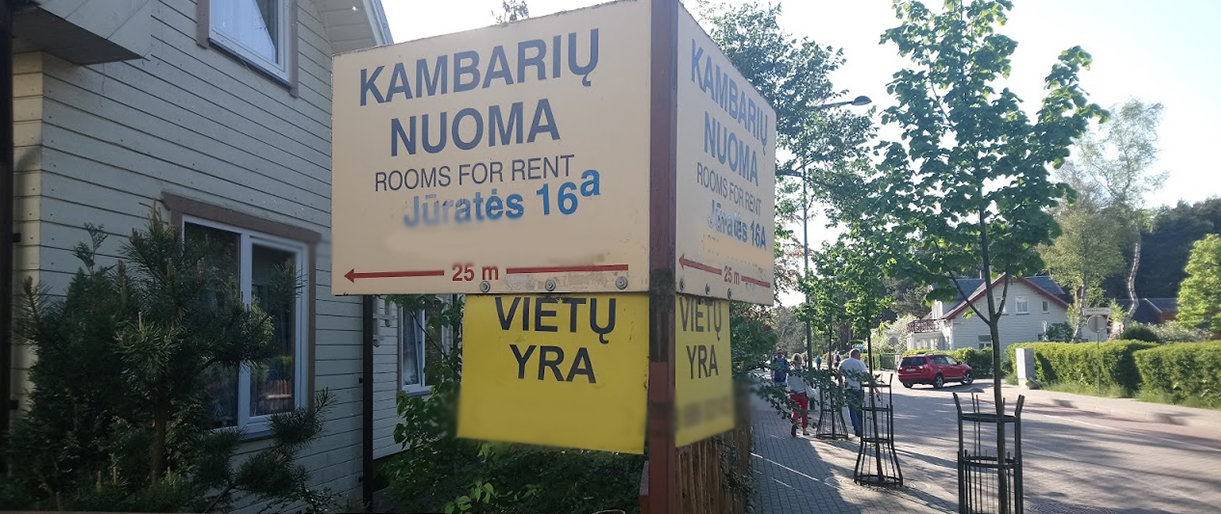 KAMBARIŲ
NUOMA
ROOMS FOR RENT
Jūratės 16a
25 m
VIETŲ
YRA
KAMBARIŲ
NUOMA
ROOMS FOR RENT
Jūratės 16A
25 m
VIETŲ
YRA